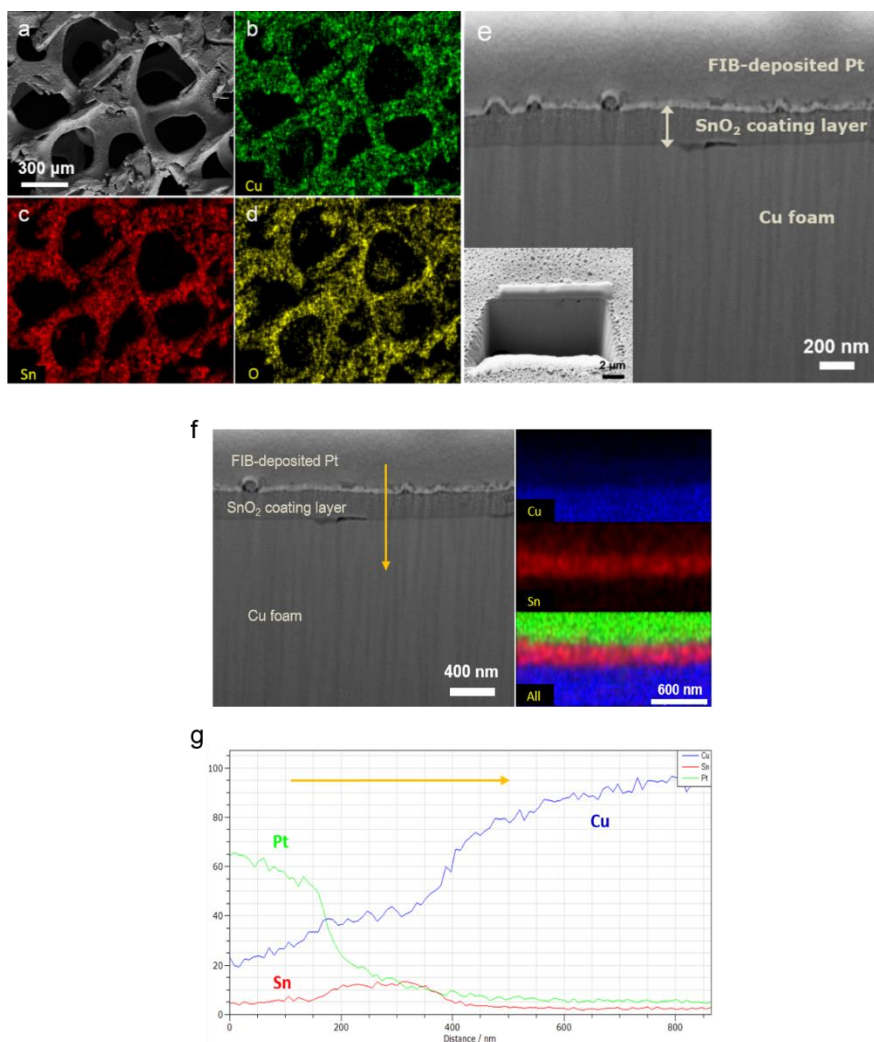 a
300 µm
b
Cu
c
Sn
d
O
e
FIB-deposited Pt
SnO₂ coating layer
Cu foam
2 µm
200 nm
f
FIB-deposited Pt
SnO₂ coating layer
Cu foam
400 nm
Cu
Sn
All
600 nm
g
100
80
60
40
20
0
Pt
Sn
Cu
Cu
Sn
Pt
0
200
400
600
800
Distance / nm